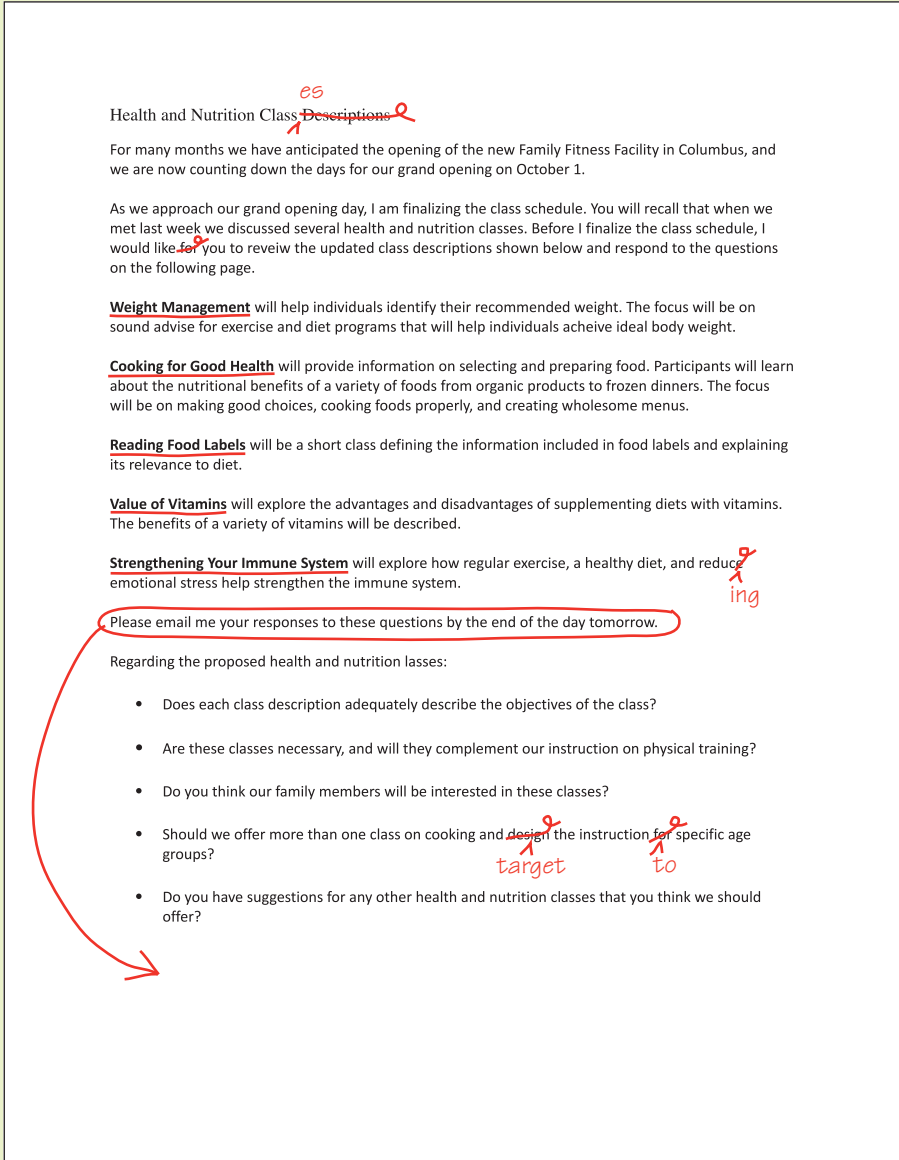 es
Health and Nutrition Class Descriptions
For many months we have anticipated the opening of the new Family Fitness Facility in Columbus, and
we are now counting down the days for our grand opening on October 1.
As we approach our grand opening day, I am finalizing the class schedule. You will recall that when we
met last week we discussed several health and nutrition classes. Before I finalize the class schedule, I
would like for you to reveiw the updated class descriptions shown below and respond to the questions
on the following page.
Weight Management will help individuals identify their recommended weight. The focus will be on
sound advise for exercise and diet programs that will help individuals acheive ideal body weight.
Cooking for Good Health will provide information on selecting and preparing food. Participants will learn
about the nutritional benefits of a variety of foods from organic products to frozen dinners. The focus
will be on making good choices, cooking foods properly, and creating wholesome menus.
Reading Food Labels will be a short class defining the information included in food labels and explaining
its relevance to diet.
Value of Vitamins will explore the advantages and disadvantages of supplementing diets with vitamins.
The benefits of a variety of vitamins will be described.
Strengthening Your Immune System will explore how regular exercise, a healthy diet, and reduce
emotional stress help strengthen the immune system.
ing
Please email me your responses to these questions by the end of the day tomorrow.
Regarding the proposed health and nutrition lasses:
• Does each class description adequately describe the objectives of the class?
• Are these classes necessary, and will they complement our instruction on physical training?
• Do you think our family members will be interested in these classes?
• Should we offer more than one class on cooking and design the instruction for specific age
groups?
target to
• Do you have suggestions for any other health and nutrition classes that you think we should
offer?